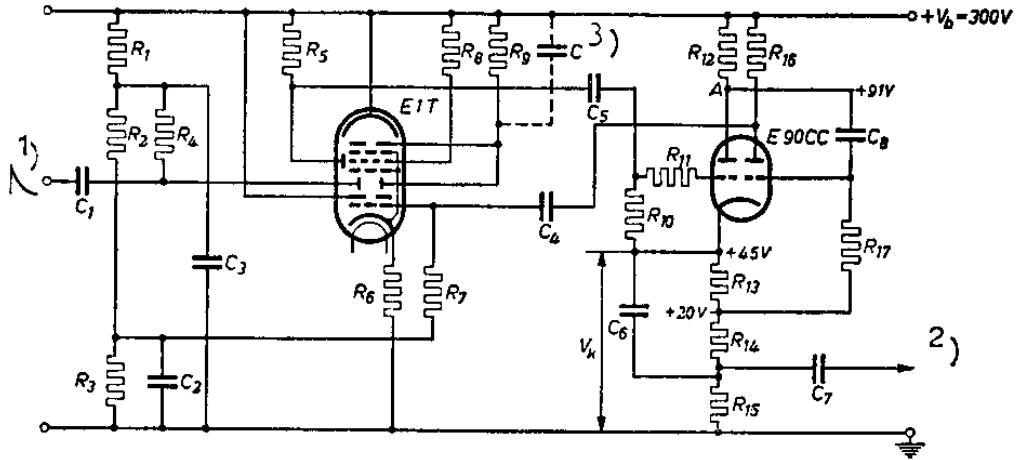 +Vb=300V
R1
R5
R8
R9
C
3)
R12
R16
E1T
C5
A
+91V
R2
R4
E90CC
C8
1)
R11
C1
C4
R10
R17
C3
+45V
R6
R7
R13
C6
+20V
Vk
R14
2)
R3
C2
C7
R15